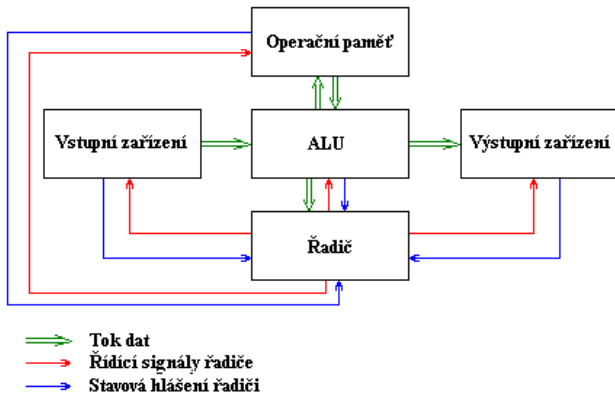 Operační paměť
Vstupní zařízení
ALU
Výstupní zařízení
Řadič
Tok dat
Řídící signály řadiče
Stavová hlášení řadiči